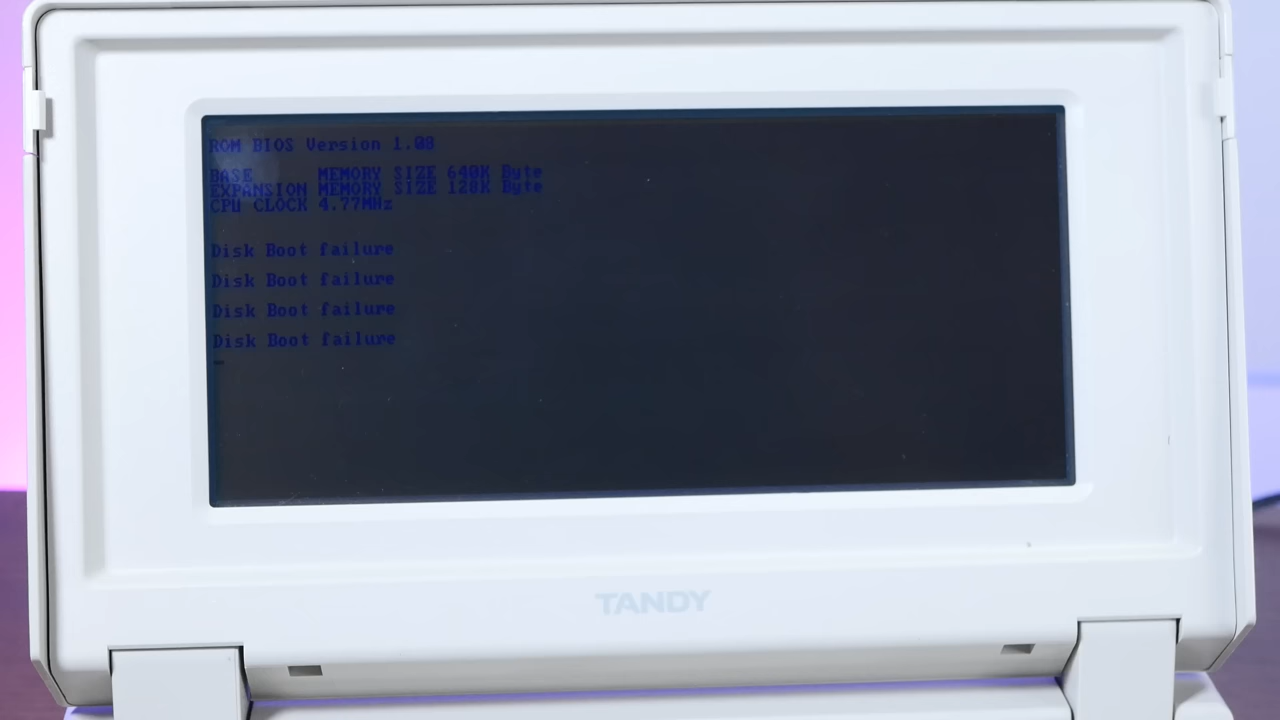 ROM BIOS Version 1.00
BASE MEMORY SIZE 640K Byte
EXPANSION MEMORY SIZE 128K Byte
CPU CLOCK 4.77MHz
Disk Boot failure
Disk Boot failure
Disk Boot failure
Disk Boot failure
TANDY